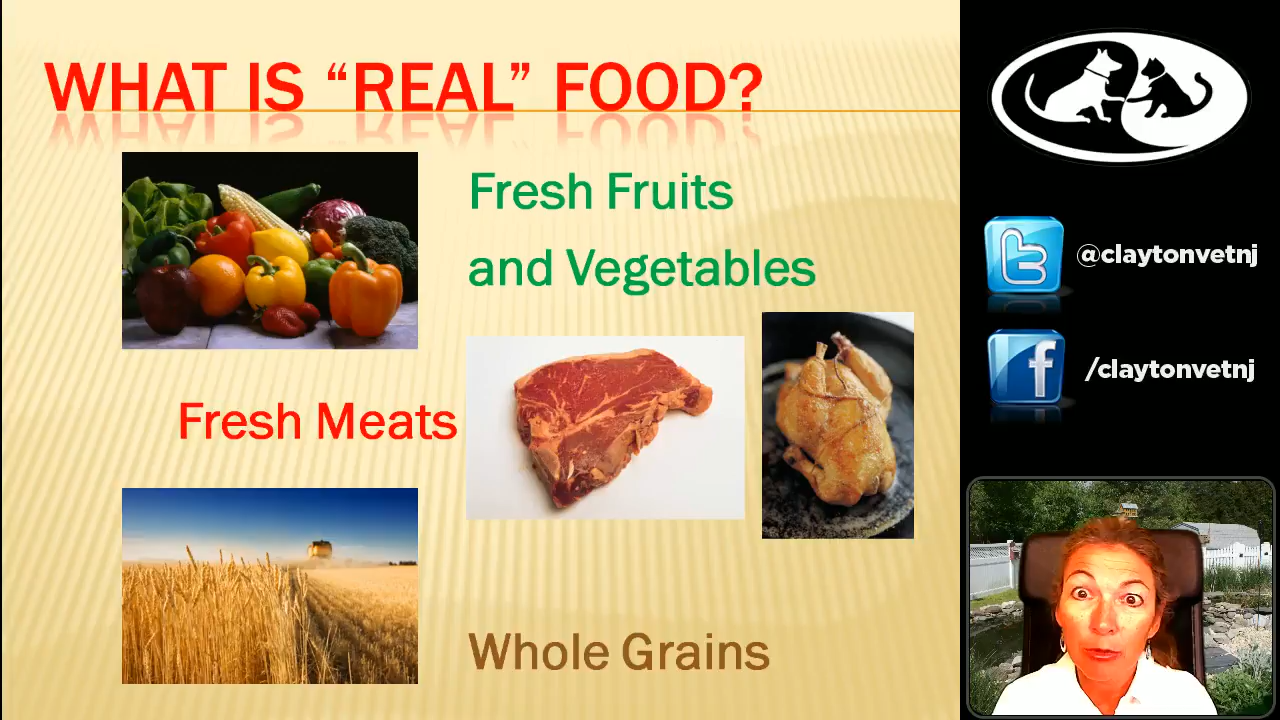 WHAT IS “REAL” FOOD?
Fresh Fruits
and Vegetables
Fresh Meats
Whole Grains
@claytonvetnj
/claytonvetnj